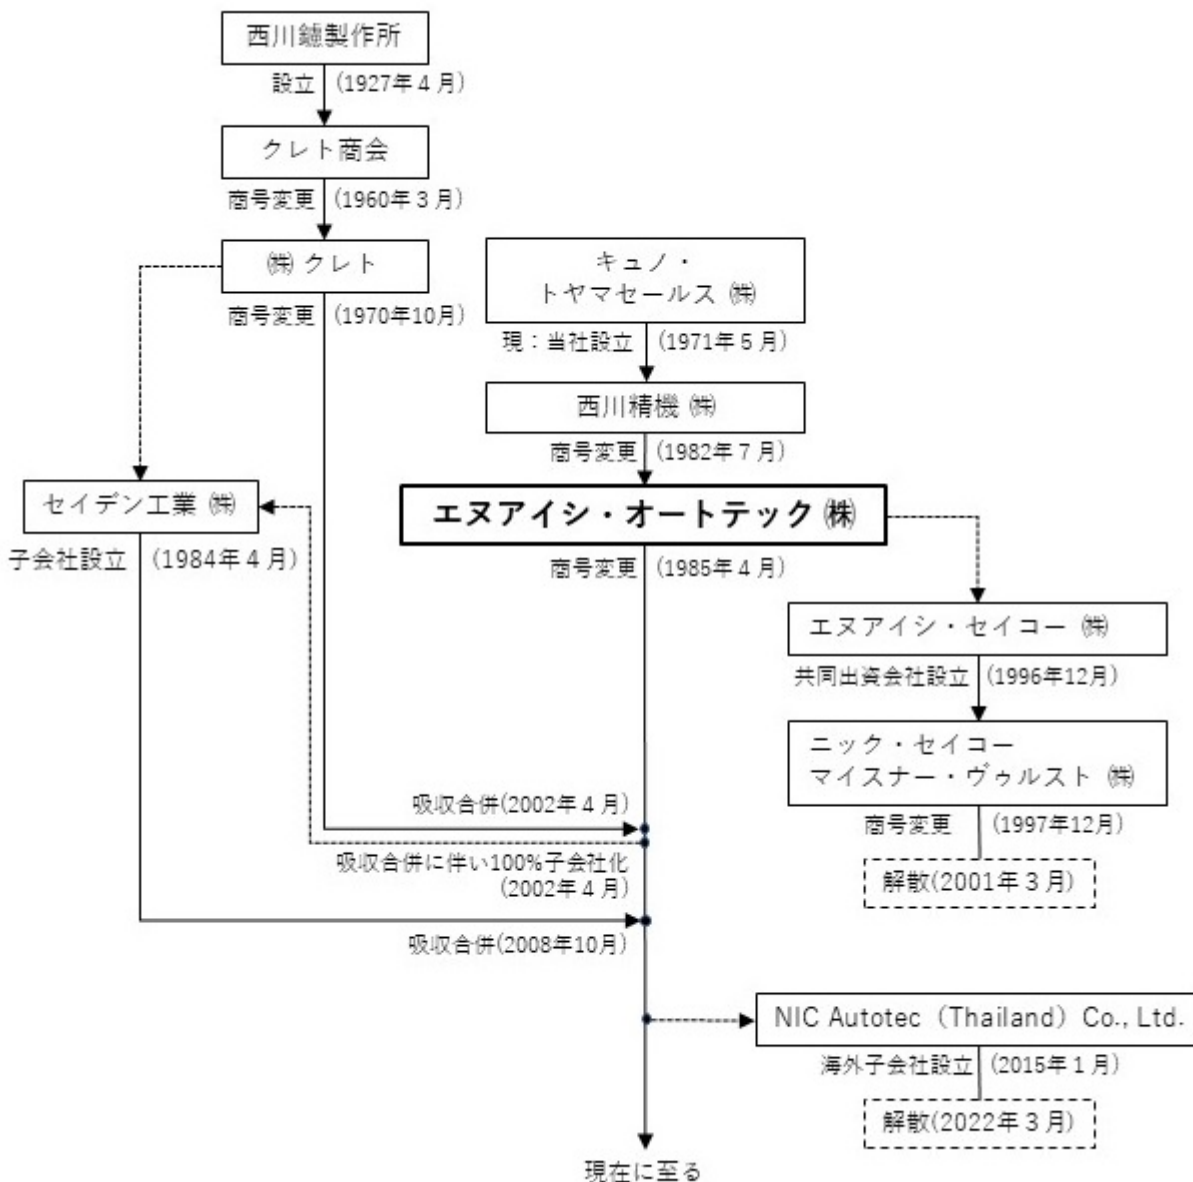 西川鑢製作所
設立 (1927年4月)
クレト商会
商号変更 (1960年3月)
㈱クレト
商号変更 (1970年10月)
キュノ・
トヤマセールス㈱
現：当社設立 (1971年5月)
西川精機㈱
商号変更 (1982年7月)
セイデン工業㈱
子会社設立 (1984年4月)
エヌアイシ・オートテック㈱
商号変更 (1985年4月)
エヌアイシ・セイコー㈱
共同出資会社設立 (1996年12月)
ニック・セイコー
マイスナー・ヴゥルスト㈱
商号変更 (1997年12月)
解散(2001年3月)
吸収合併(2002年4月)
吸収合併に伴い100%子会社化
(2002年4月)
吸収合併(2008年10月)
NIC Autotec（Thailand）Co., Ltd.
海外子会社設立 (2015年1月)
解散(2022年3月)
現在に至る